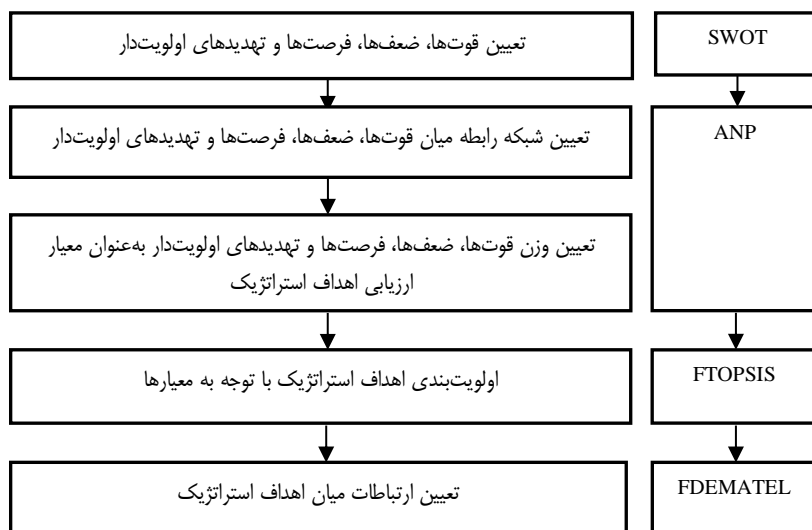 تعیین قوت‌ها، ضعف‌ها، فرصت‌ها و تهدیدهای اولویت‌دار
SWOT
تعیین شبکه رابطه میان قوت‌ها، ضعف‌ها، فرصت‌ها و تهدیدهای اولویت‌دار
ANP
تعیین وزن قوت‌ها، ضعف‌ها، فرصت‌ها و تهدیدهای اولویت‌دار به‌عنوان معیار
ارزیابی اهداف استراتژیک
اولویت‌بندی اهداف استراتژیک با توجه به معیارها
FTOPSIS
تعیین ارتباطات میان اهداف استراتژیک
FDEMATEL